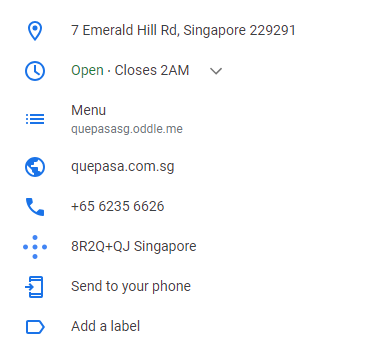 7 Emerald Hill Rd, Singapore 229291
Open · Closes 2AM
Menu
quepasasg.oddle.me
quepasa.com.sg
+65 6235 6626
8R2Q+QJ Singapore
Send to your phone
Add a label